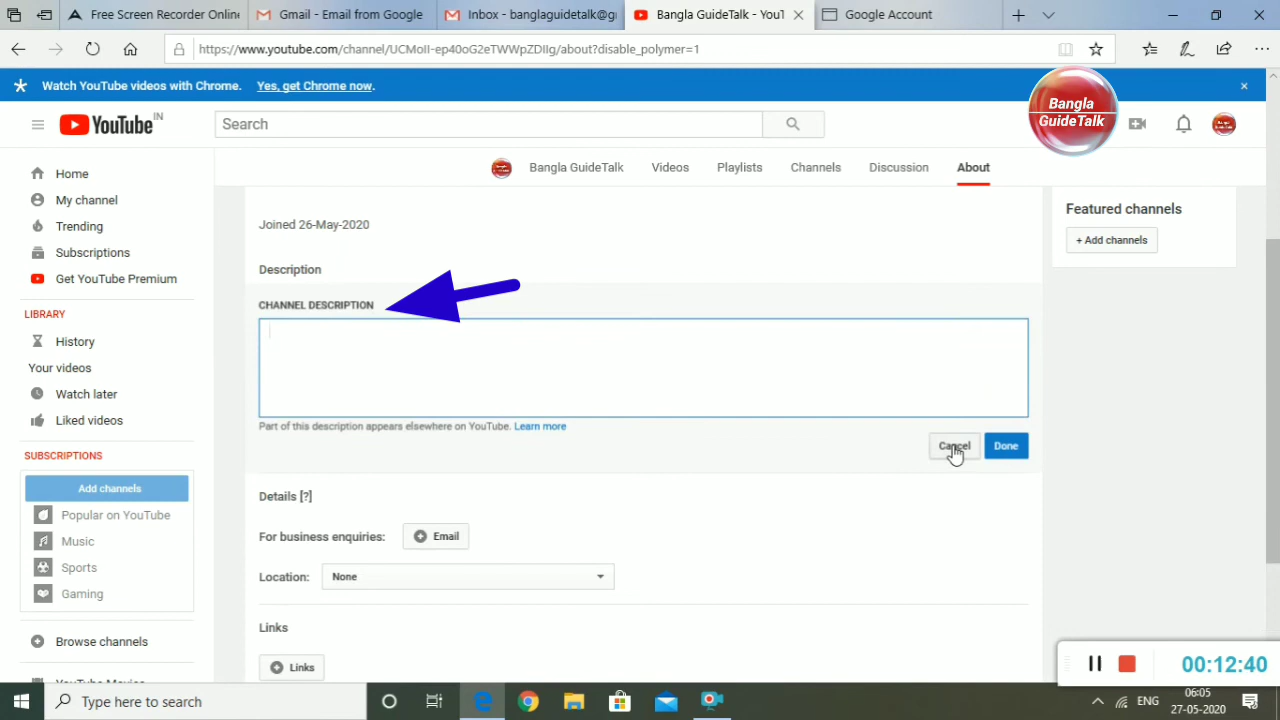 Free Screen Recorder Online
Gmail - Email from Google
Inbox - banglaguidetalk@g
Bangla GuideTalk - YouT
Google Account
https://www.youtube.com/channel/UCMoII-ep40oG2eTWWpZDIIg/about?disable_polymer=1
Watch YouTube videos with Chrome. Yes, get Chrome now.
YouTube IN
Search
Bangla
GuideTalk
Bangla GuideTalk
Videos
Playlists
Channels
Discussion
About
Home
My channel
Trending
Subscriptions
Get YouTube Premium
LIBRARY
History
Your videos
Watch later
Liked videos
SUBSCRIPTIONS
Add channels
Popular on YouTube
Music
Sports
Gaming
Browse channels
YouTube Movies
Joined 26-May-2020
Description
CHANNEL DESCRIPTION
Part of this description appears elsewhere on YouTube. Learn more
Cancel
Done
Details [?]
For business enquiries:
Email
Location:
None
Links
Links
Featured channels
+ Add channels
00:12:40
Type here to search
ENG
06:05
27-05-2020